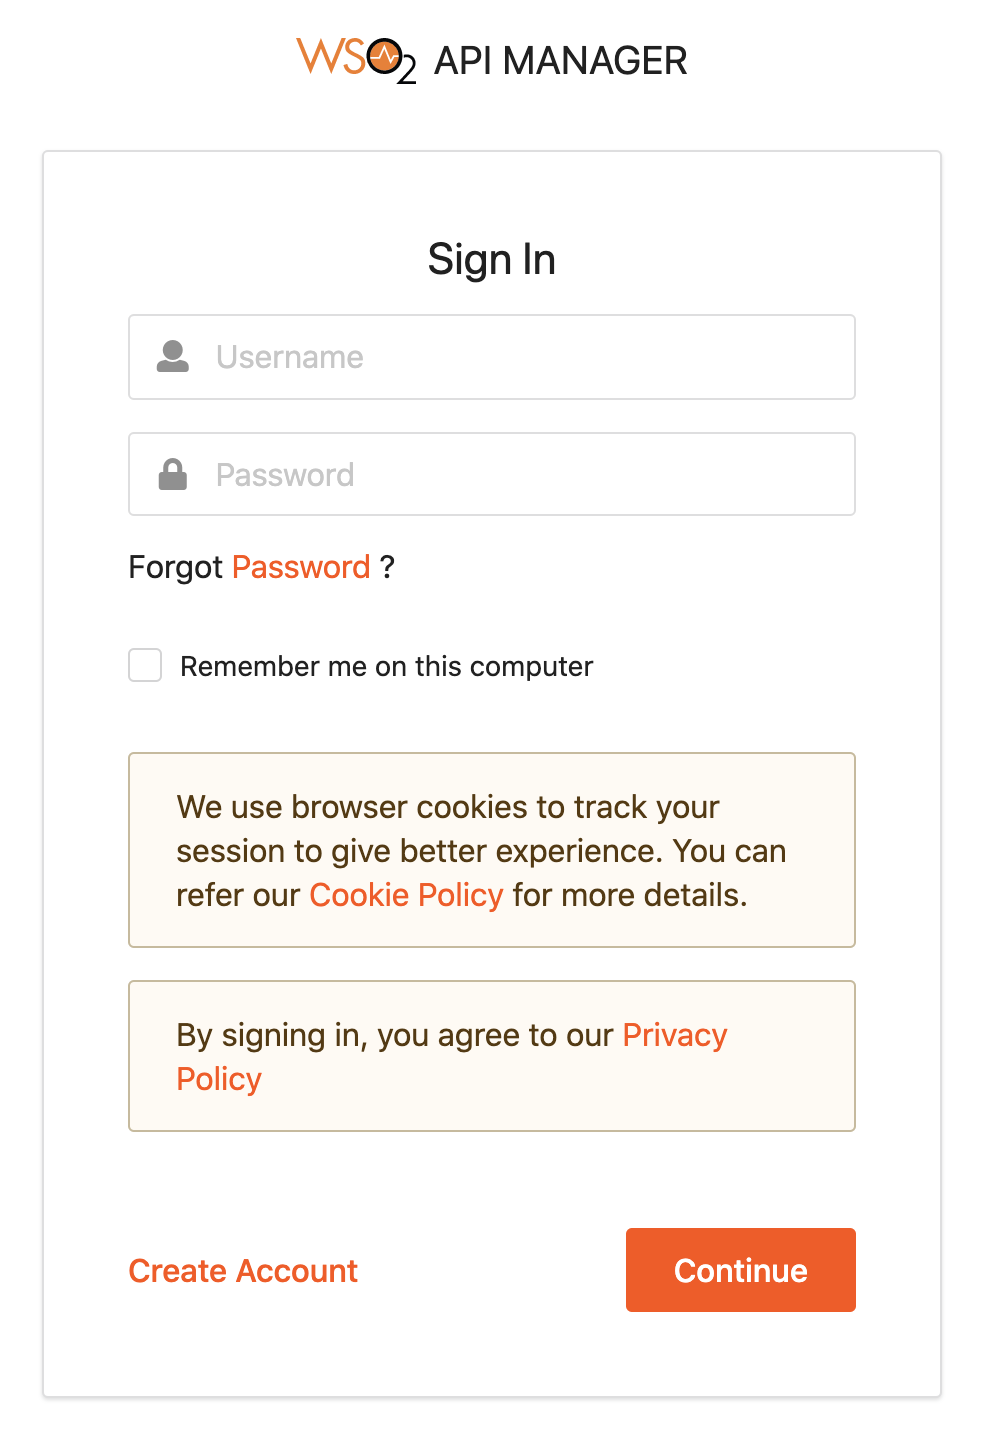 WSO2 API MANAGER
Sign In
Username
Password
Forgot Password ?
Remember me on this computer
We use browser cookies to track your
session to give better experience. You can
refer our Cookie Policy for more details.
By signing in, you agree to our Privacy
Policy
Create Account
Continue